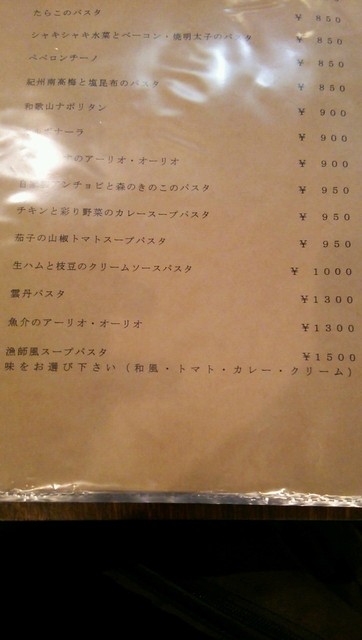 たらこのパスタ ¥ 850
シャキシャキ水菜とベーコン・焼明太子のパスタ ¥ 850
ペペロンチーノ ¥ 850
紀州南高梅と塩昆布のパスタ ¥ 850
和歌山ナポリタン ¥ 900
ボナーラ ¥ 900
のアーリオ・オーリオ ¥ 900
アンチョビと森のきのこのパスタ ¥ 950
チキンと彩り野菜のカレースープパスタ ¥ 950
茄子の山椒トマトスープパスタ ¥ 950
生ハムと枝豆のクリームソースパスタ ¥ 1000
雲丹パスタ ¥1300
魚介のアーリオ・オーリオ ¥1300
漁師風スープパスタ ¥1500
味をお選び下さい(和風・トマト・カレー・クリーム)